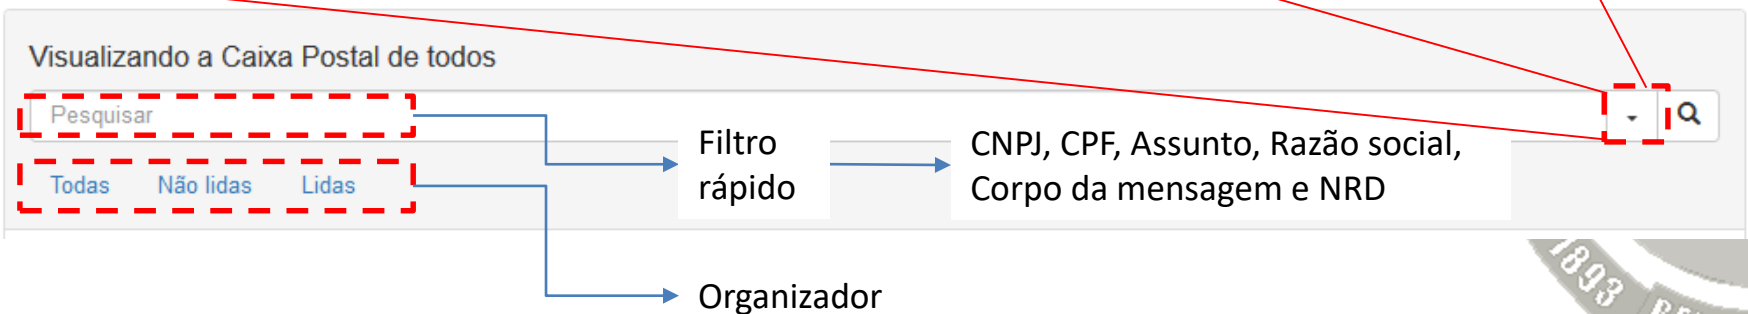 Visualizando a Caixa Postal de todos
Pesquisar
Todas Não lidas Lidas
Filtro
rápido
CNPJ, CPF, Assunto, Razão social,
Corpo da mensagem e NRD
Organizador
1893